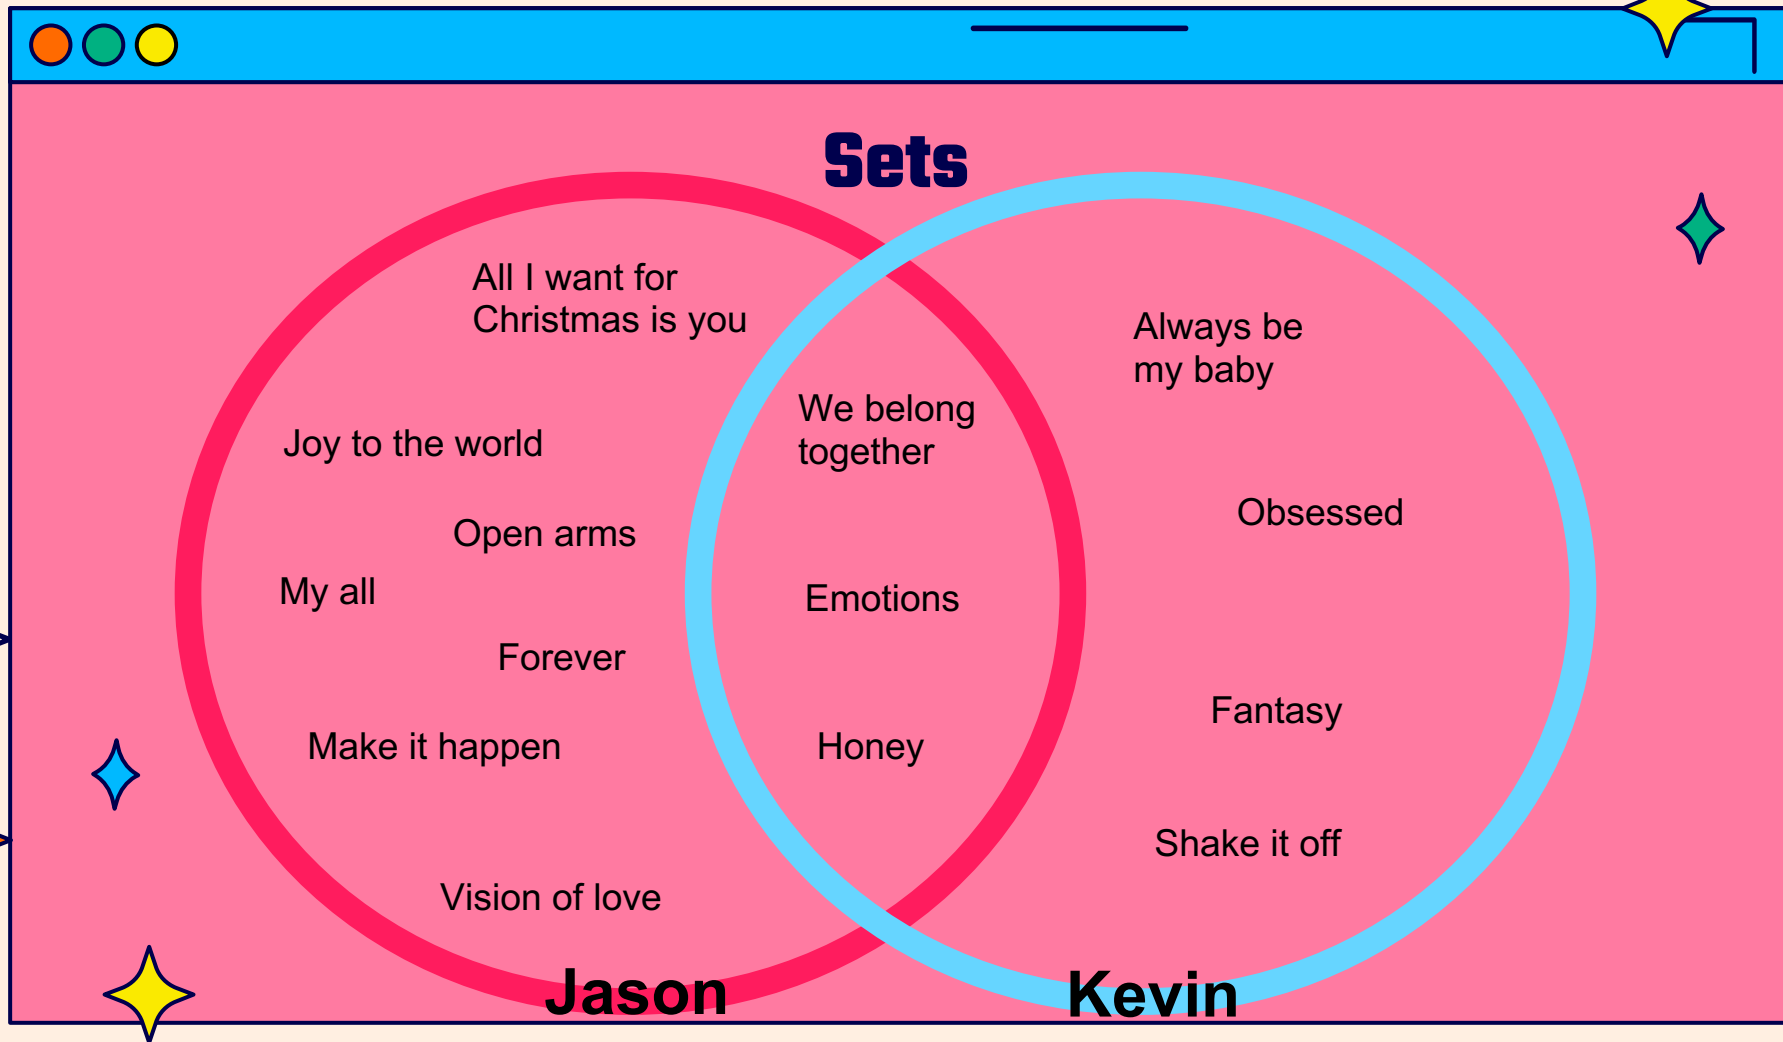 Sets
All I want for
Christmas is you
Joy to the world
Open arms
My all
Forever
Make it happen
Vision of love
We belong
together
Emotions
Honey
Always be
my baby
Obsessed
Fantasy
Shake it off
Jason
Kevin